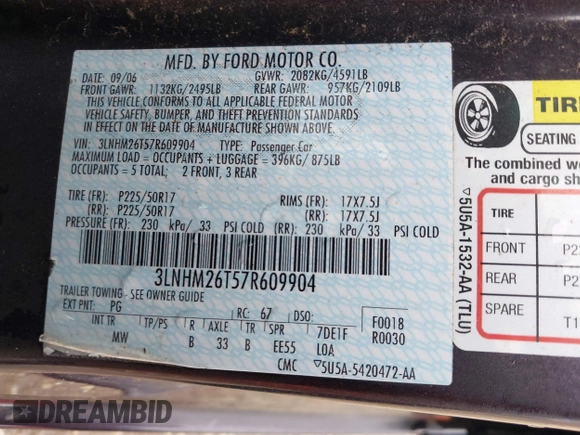 MFD. BY FORD MOTOR CO.
DATE: 09/06 GVWR: 2082KG/4591LB
FRONT GAWR: 1132KG/2495LB REAR GAWR: 957KG/2109LB
THIS VEHICLE CONFORMS TO ALL APPLICABLE FEDERAL MOTOR
VEHICLE SAFETY, BUMPER, AND THEFT PREVENTION STANDARDS
IN EFFECT ON THE DATE OF MANUFACTURE SHOWN ABOVE.
VIN: 3LNHM26T57R609904 TYPE: Passenger Car
MAXIMUM LOAD = OCCUPANTS + LUGGAGE = 396KG/ 875LB
OCCUPANTS = 5 TOTAL: 2 FRONT, 3 REAR
TIRE (FR): P225/50R17 RIMS (FR): 17X7.5J
(RR): P225/50R17 (RR): 17X7.5J
PRESSURE (FR): 230 kPa/ 33 PSI COLD (RR): 230 kPa/ 33 PSI COLD
3LNHM26T57R609904
TRAILER TOWING - SEE OWNER GUIDE
EXT PNT: PG RC: 67 DSO: F0018
R0030
INT TR TP/PS R TR SPR 7DE1F
MW B 33 B EE55 LOA
CMC ▽5U5A-5420472-AA
TIR
SEATING
The combined w
and cargo sh
TIRE
FRONT P22
REAR P2
SPARE T1
▽5U5A-1532-AA (TLU)
DREAMBID